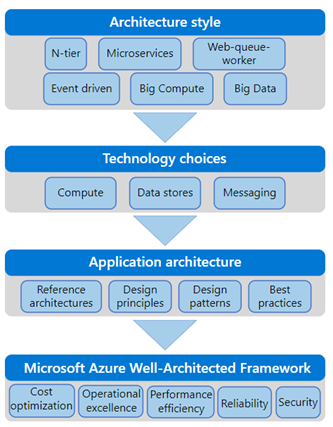 Architecture style
N-tier
Microservices
Web-queue-
worker
Event driven
Big Compute
Big Data
Technology choices
Compute
Data stores
Messaging
Application architecture
Reference
architectures
Design
principles
Design
patterns
Best
practices
Microsoft Azure Well-Architected Framework
Cost
optimization
Operational
excellence
Performance
efficiency
Reliability
Security